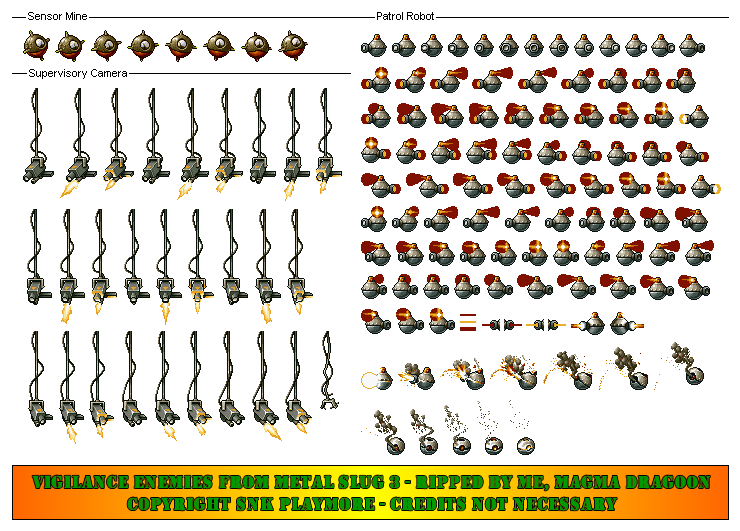 Sensor Mine
Patrol Robot
Supervisory Camera
VIGILANCE ENEMIES FROM METAL SLUG 3 - RIPPED BY ME, MAGMA DRAGOON
COPYRIGHT SNK PLAYMORE - CREDITS NOT NECESSARY